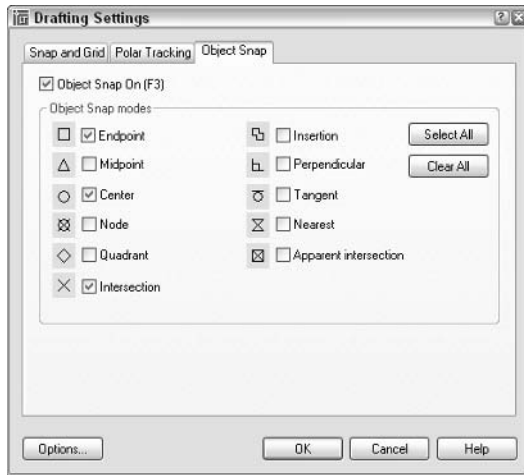 Drafting Settings
Snap and Grid Polar Tracking Object Snap
Object Snap On (F3)
Object Snap modes
Endpoint Insertion Select All
Midpoint Perpendicular Clear All
Center Tangent
Node Nearest
Quadrant Apparent intersection
Intersection
Options... OK Cancel Help